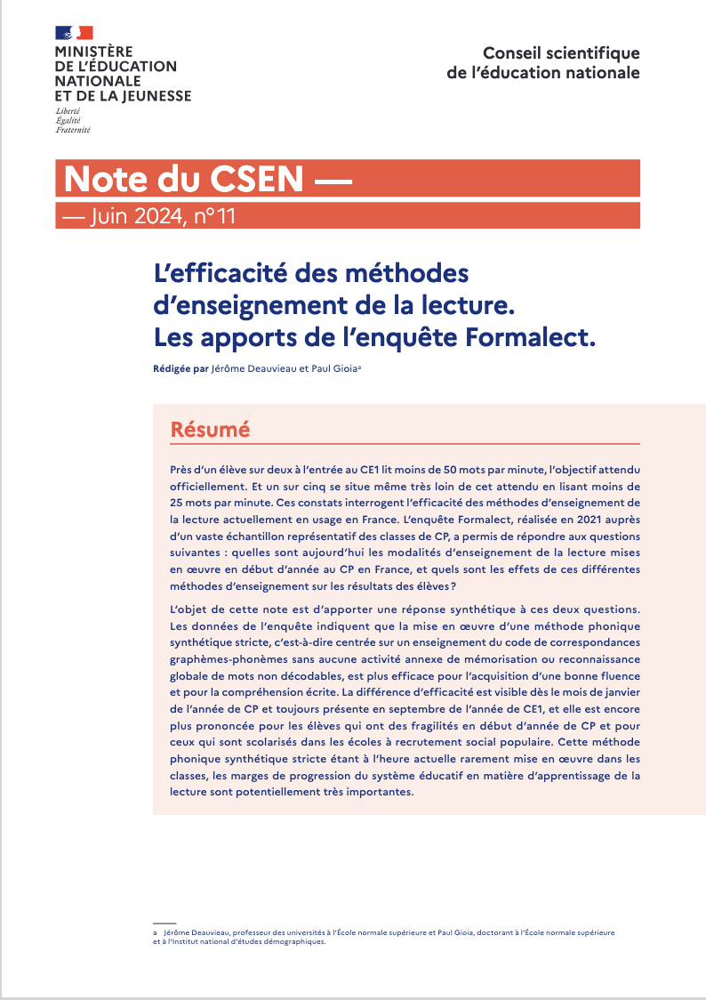 MINISTÈRE
DE L'ÉDUCATION
NATIONALE
ET DE LA JEUNESSE
Liberté
Égalité
Fraternité
Conseil scientifique
de l'éducation nationale
Note du CSEN —
— Juin 2024, n°11
L'efficacité des méthodes
d'enseignement de la lecture.
Les apports de l'enquête Formalect.
Rédigée par Jérôme Deauvieau et Paul Gioiaᵃ
Résumé
Près d'un élève sur deux à l'entrée au CE1 lit moins de 50 mots par minute, l'objectif attendu
officiellement. Et un sur cinq se situe même très loin de cet attendu en lisant moins de
25 mots par minute. Ces constats interrogent l'efficacité des méthodes d'enseignement de
la lecture actuellement en usage en France. L'enquête Formalect, réalisée en 2021 auprès
d'un vaste échantillon représentatif des classes de CP, a permis de répondre aux questions
suivantes : quelles sont aujourd'hui les modalités d'enseignement de la lecture mises
en œuvre en début d'année au CP en France, et quels sont les effets de ces différentes
méthodes d'enseignement sur les résultats des élèves ?
L'objet de cette note est d'apporter une réponse synthétique à ces deux questions.
Les données de l'enquête indiquent que la mise en œuvre d'une méthode phonique
synthétique stricte, c'est-à-dire centrée sur un enseignement du code de correspondances
graphèmes-phonèmes sans aucune activité annexe de mémorisation ou reconnaissance
globale de mots non décodables, est plus efficace pour l'acquisition d'une bonne fluence
et pour la compréhension écrite. La différence d'efficacité est visible dès le mois de janvier
de l'année de CP et toujours présente en septembre de l'année de CE1, et elle est encore
plus prononcée pour les élèves qui ont des fragilités en début d'année de CP et pour
ceux qui sont scolarisés dans les écoles à recrutement social populaire. Cette méthode
phonique synthétique stricte étant à l'heure actuelle rarement mise en œuvre dans les
classes, les marges de progression du système éducatif en matière d'apprentissage de la
lecture sont potentiellement très importantes.
a Jérôme Deauvieau, professeur des universités à l'École normale supérieure et Paul Gioia, doctorant à l'École normale supérieure
et à l'Institut national d'études démographiques.